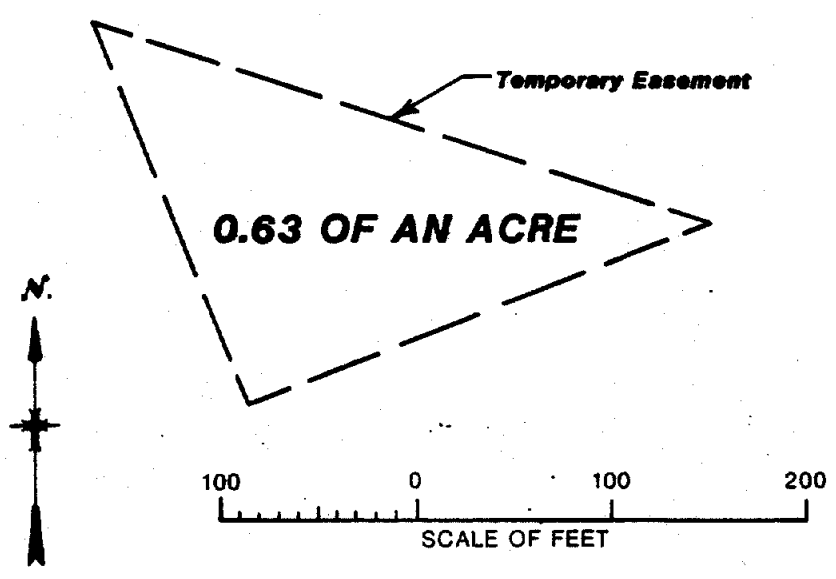 Temporary Easement
0.63 OF AN ACRE
N.
100 0 100 200
SCALE OF FEET